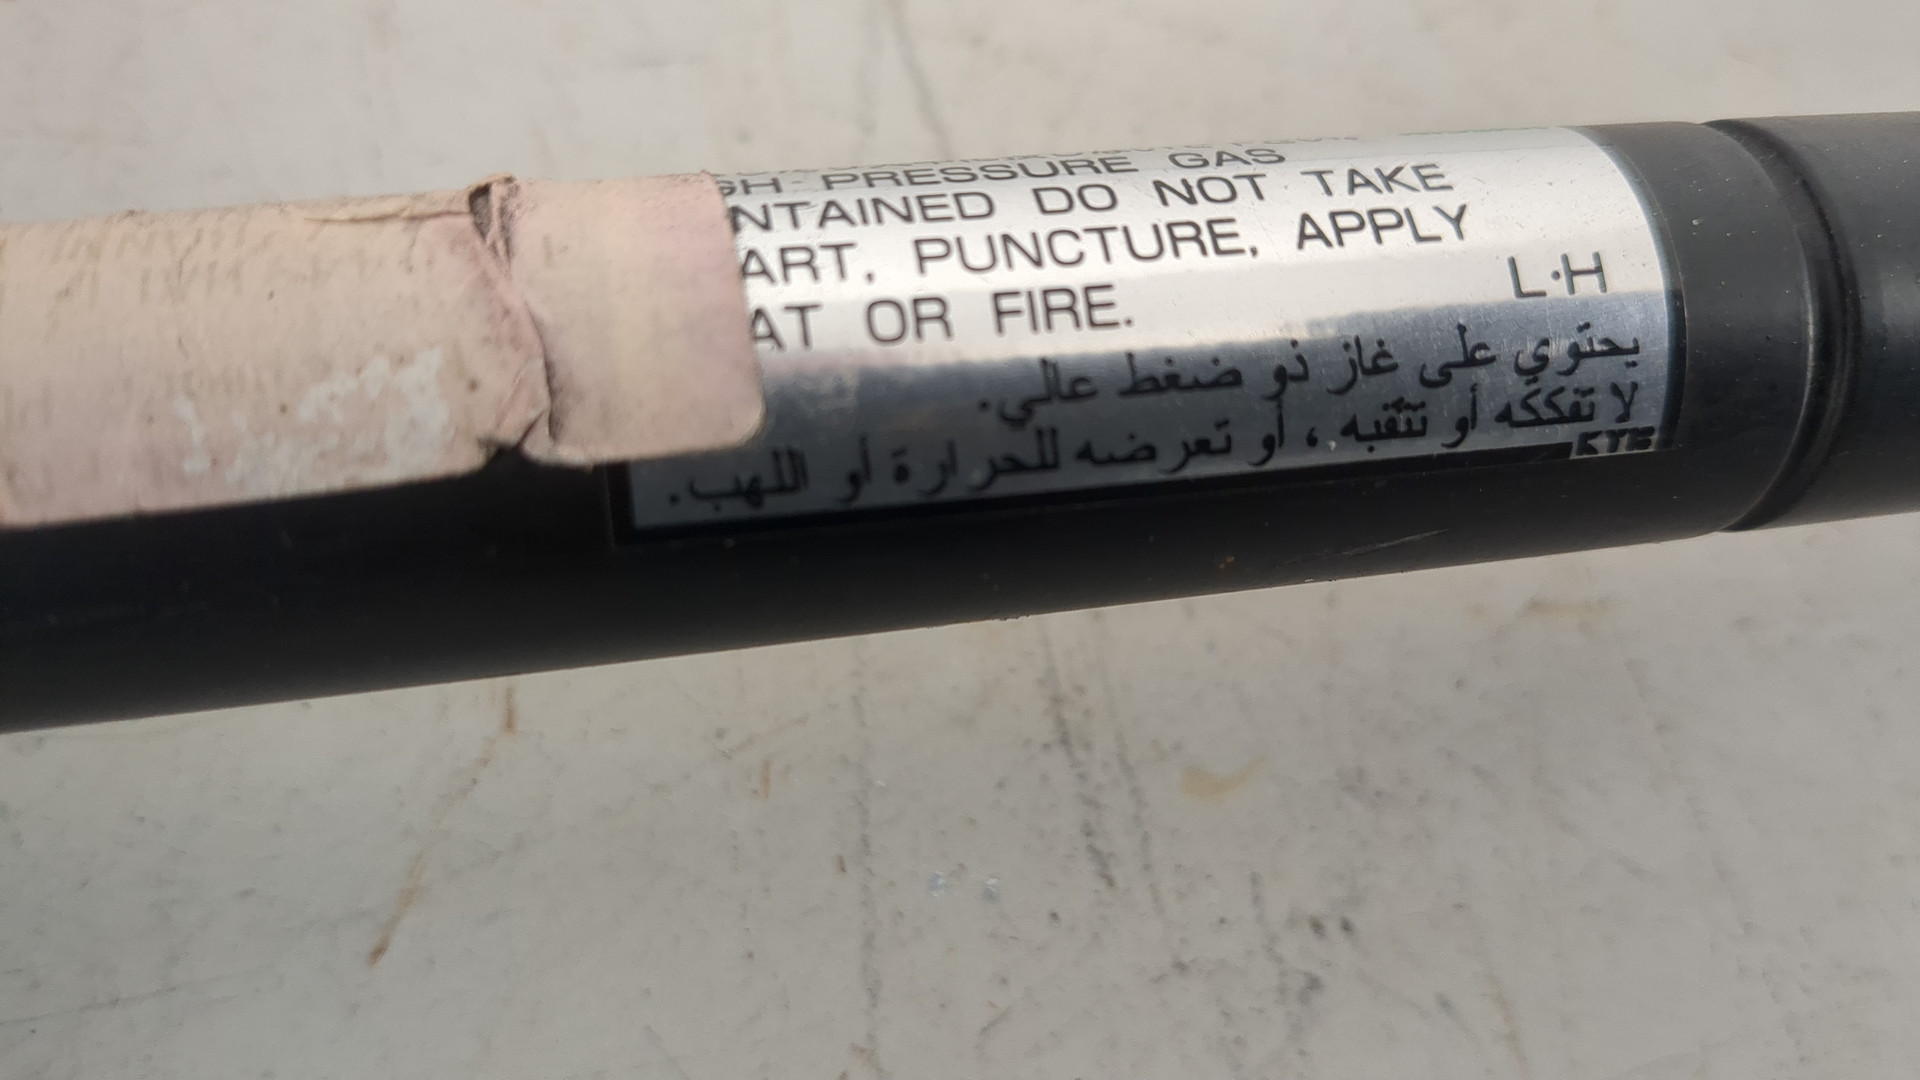 GH-PRESSURE GAS
NTAINED DO NOT TAKE
ART, PUNCTURE, APPLY
AT OR FIRE.
L·H
يحتوي على غاز ذو ضغط عالي.
لا تفككه أو تثقبه ، أو تعرضه للحرارة أو اللهب.